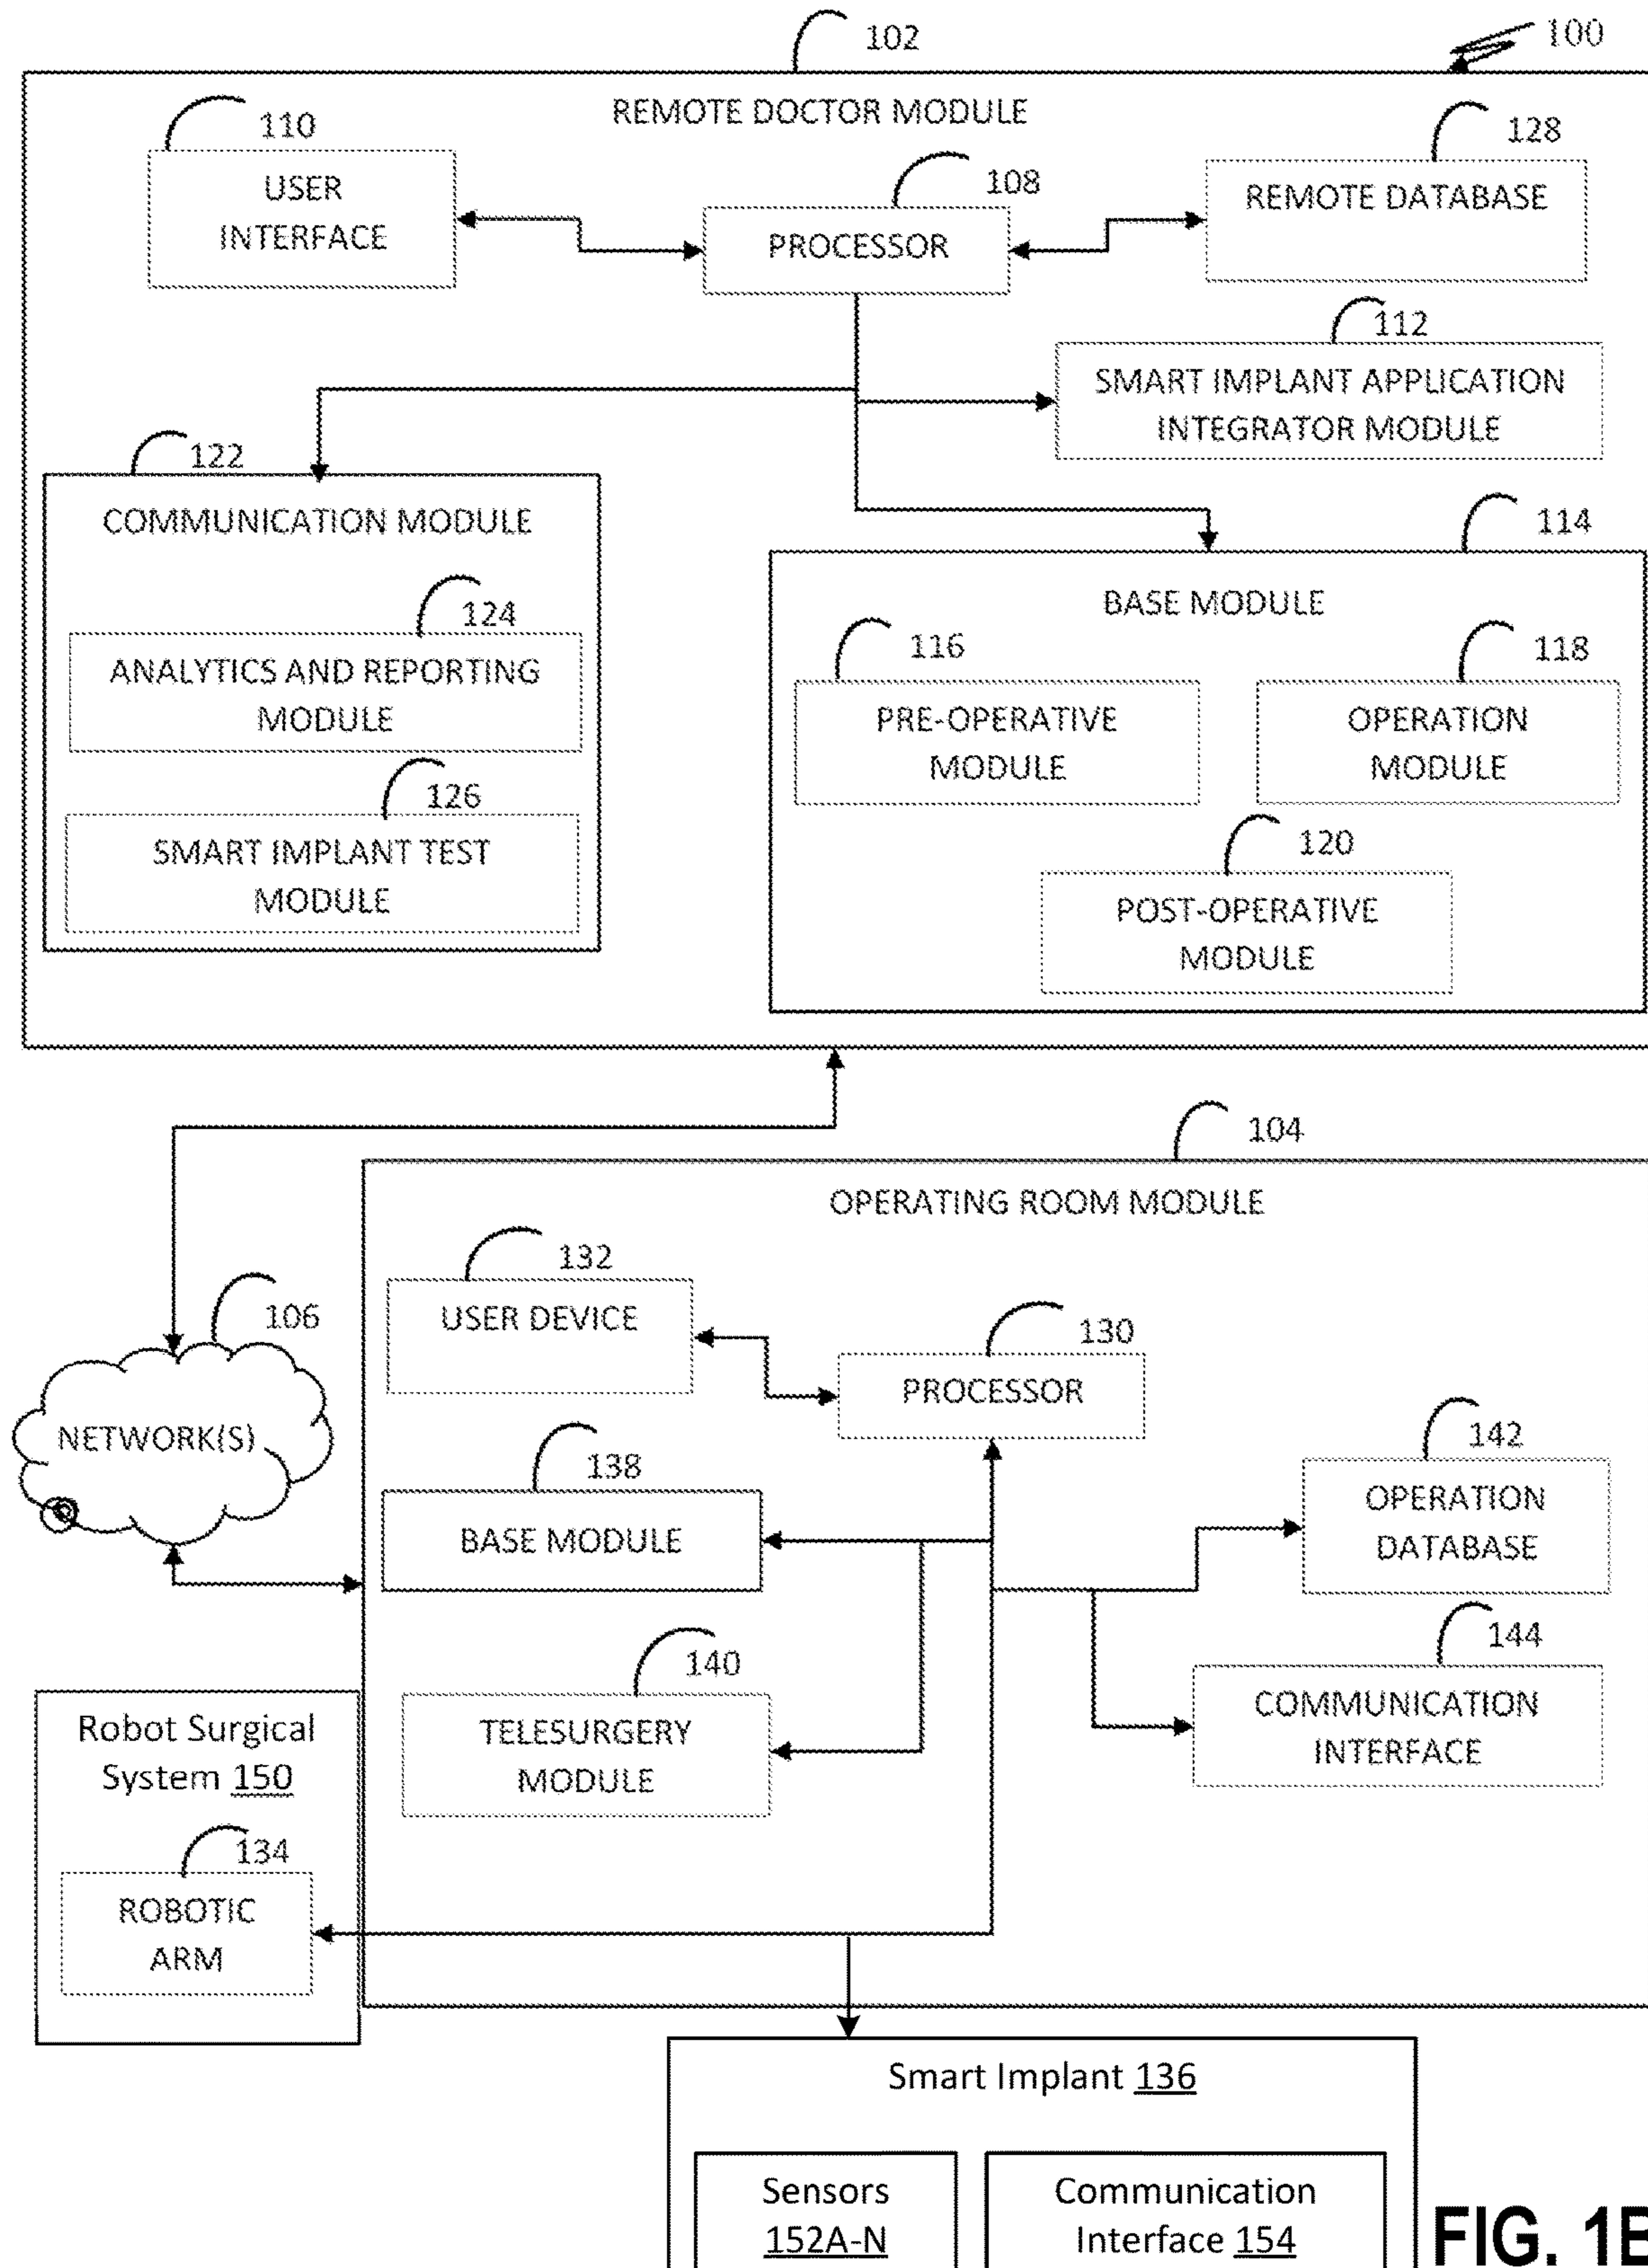 102
100
REMOTE DOCTOR MODULE
110
128
108
USER
INTERFACE
PROCESSOR
REMOTE DATABASE
112
SMART IMPLANT APPLICATION
INTEGRATOR MODULE
122
COMMUNICATION MODULE
124
ANALYTICS AND REPORTING
MODULE
126
SMART IMPLANT TEST
MODULE
114
BASE MODULE
116
PRE-OPERATIVE
MODULE
118
OPERATION
MODULE
120
POST-OPERATIVE
MODULE
104
OPERATING ROOM MODULE
132
USER DEVICE
130
PROCESSOR
106
NETWORK(S)
138
BASE MODULE
142
OPERATION
DATABASE
140
TELESURGERY
MODULE
144
COMMUNICATION
INTERFACE
Robot Surgical
System 150
134
ROBOTIC
ARM
Smart Implant 136
Sensors
152A-N
Communication
Interface 154
FIG. 1B